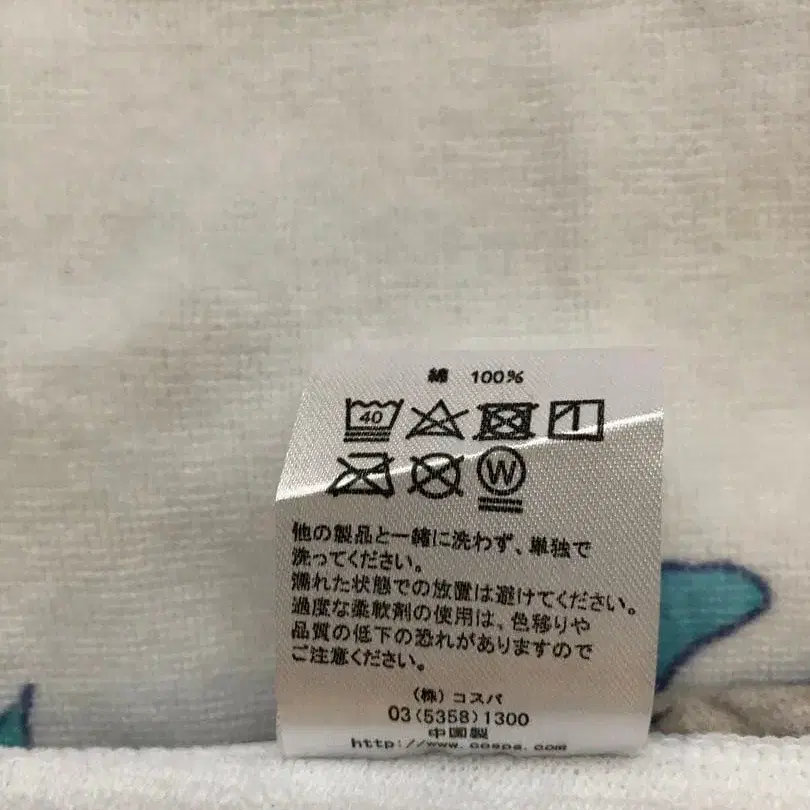 綿 100%
40
W
他の製品と一緒に洗わず、単独で
洗ってください。
濡れた状態での放置は避けてください。
過度な柔軟剤の使用は、色移りや
品質の低下の恐れがありますので
ご注意ください。
(株) コスパ
03(5358)1300
中国製
http://www.cospa.com